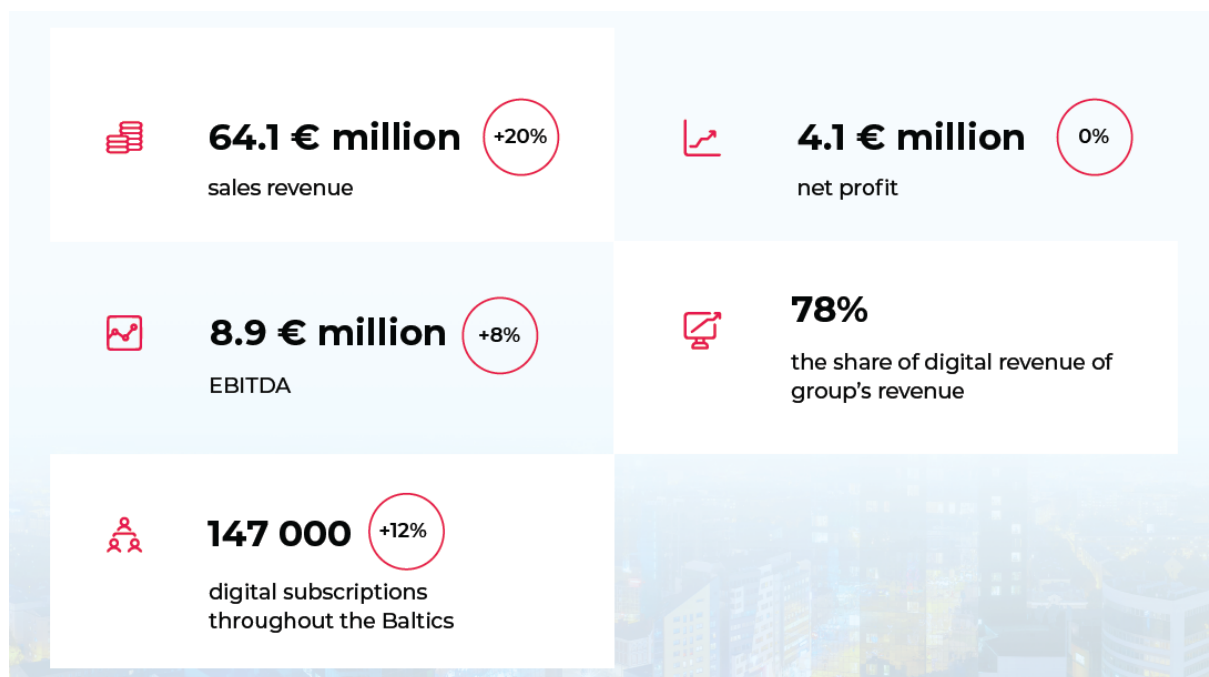 64.1 € million
+20%
sales revenue
4.1 € million
0%
net profit
8.9 € million
+8%
EBITDA
78%
the share of digital revenue of
group’s revenue
147 000
+12%
digital subscriptions
throughout the Baltics